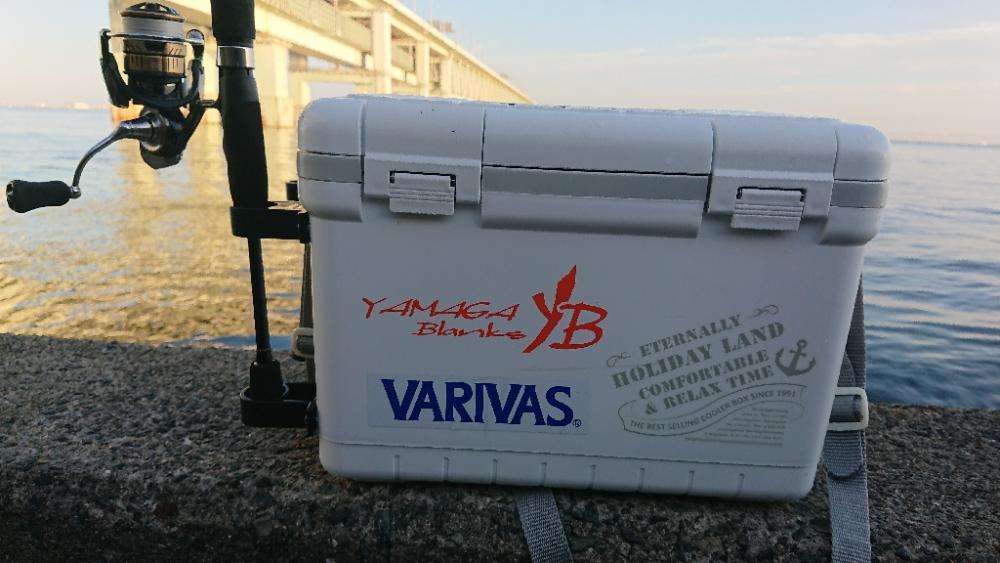 YAMAGA
Blanks
YB
VARIVAS®
ETERNALLY
HOLIDAY LAND
COMFORTABLE
& RELAX TIME
THE BEST SELLING COOLER BOX SINCE 1991